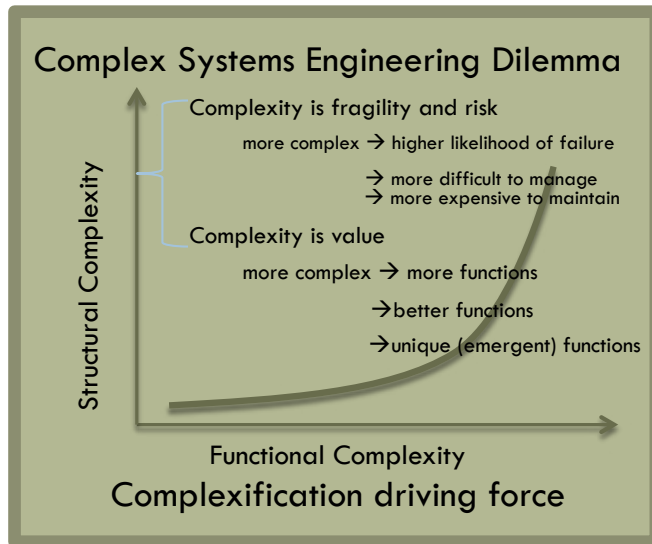 Complex Systems Engineering Dilemma
Complexity is fragility and risk
more complex → higher likelihood of failure
→ more difficult to manage
→ more expensive to maintain
Complexity is value
more complex → more functions
→better functions
→unique (emergent) functions
Structural Complexity
Functional Complexity
Complexification driving force